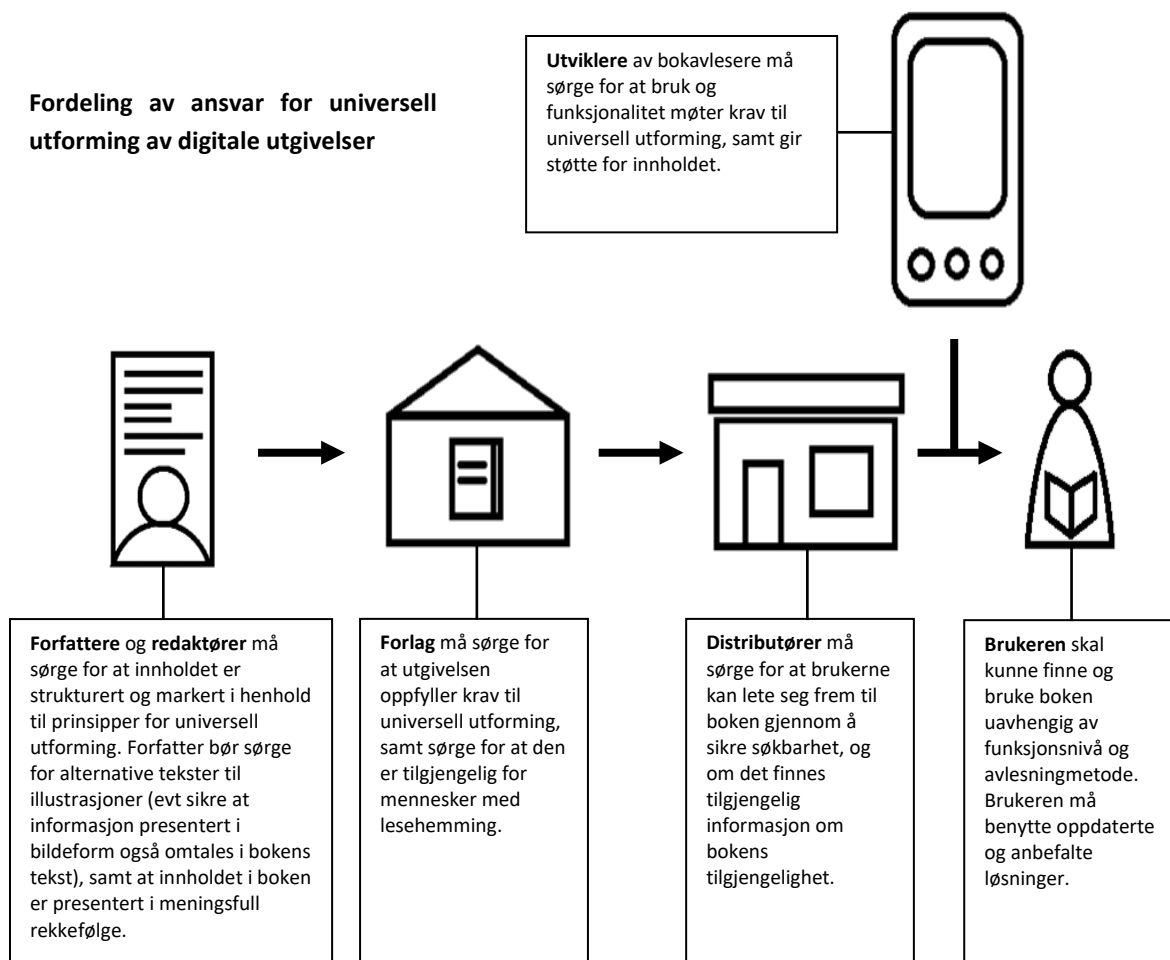 Fordeling av ansvar for universell
utforming av digitale utgivelser
Utviklere av bokavlesere må
sørge for at bruk og
funksjonalitet møter krav til
universell utforming, samt gir
støtte for innholdet.
Forfattere og redaktører må
sørge for at innholdet er
strukturert og markert i henhold
til prinsipper for universell
utforming. Forfatter bør sørge
for alternative tekster til
illustrasjoner (evt sikre at
informasjon presentert i
bildeform også omtales i bokens
tekst), samt at innholdet i boken
er presentert i meningsfull
rekkefølge.
Forlag må sørge for
at utgivelsen
oppfyller krav til
universell utforming,
samt sørge for at den
er tilgjengelig for
mennesker med
lesehemming.
Distributører må
sørge for at brukerne
kan lete seg frem til
boken gjennom å
sikre søkbarhet, og
om det finnes
tilgjengelig
informasjon om
bokens
tilgjengelighet.
Brukeren skal
kunne finne og
bruke boken
uavhengig av
funksjonsnivå og
avlesningmetode.
Brukeren må
benytte oppdaterte
og anbefalte
løsninger.